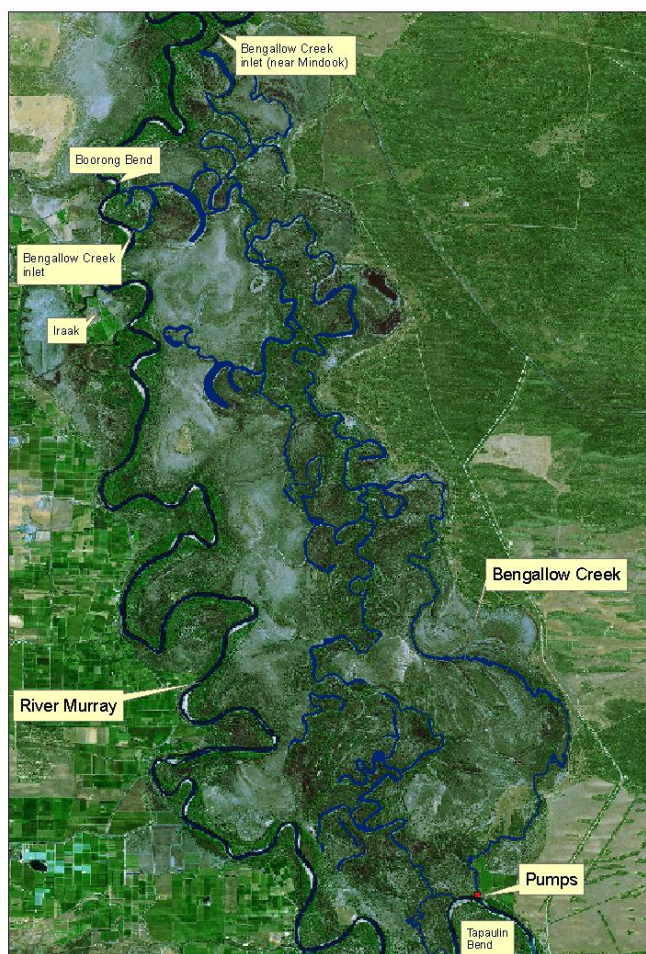 Bengallow Creek
inlet (near Mindook)
Boorong Bend
Bengallow Creek
inlet
Iraak
Bengallow Creek
River Murray
Pumps
Tapaulin
Bend